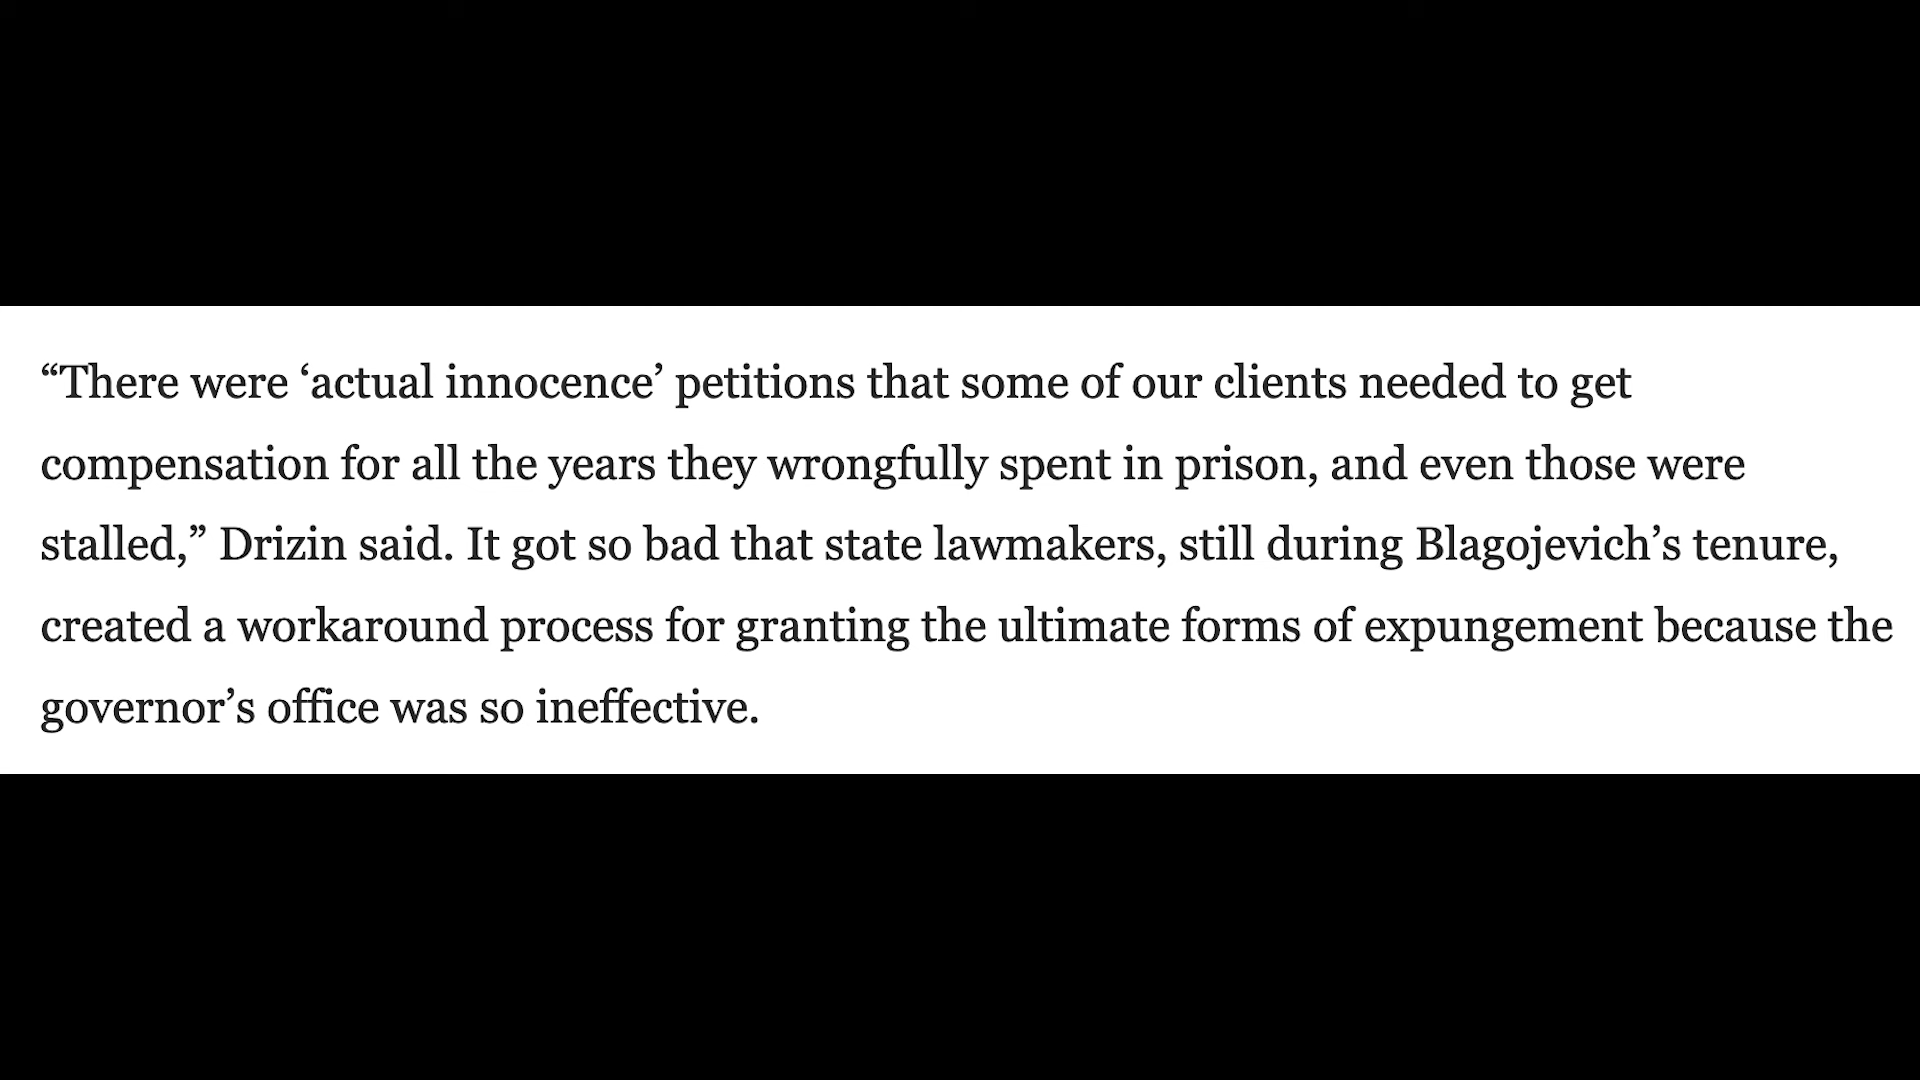 “There were ‘actual innocence’ petitions that some of our clients needed to get
compensation for all the years they wrongfully spent in prison, and even those were
stalled,” Drizin said. It got so bad that state lawmakers, still during Blagojevich’s tenure,
created a workaround process for granting the ultimate forms of expungement because the
governor’s office was so ineffective.